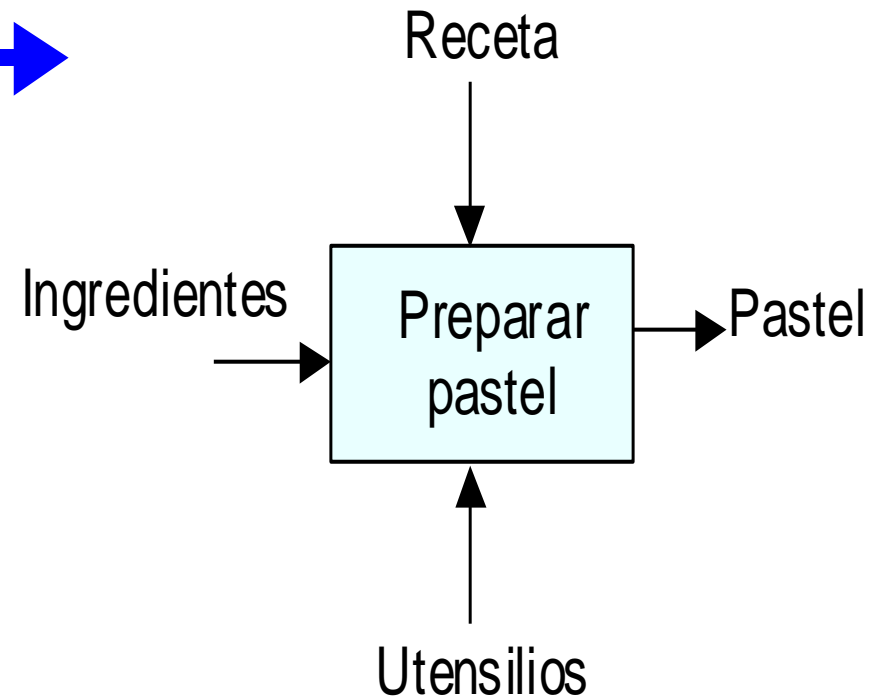 Receta
Ingredientes
Preparar
pastel
Pastel
Utensilios